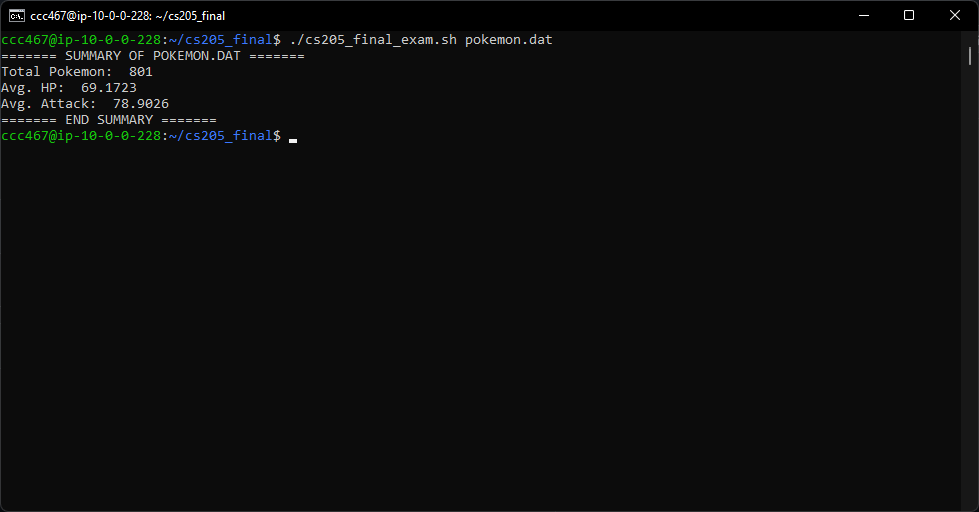 ccc467@ip-10-0-0-228: ~/cs205_final
ccc467@ip-10-0-0-228:~/cs205_final$ ./cs205_final_exam.sh pokemon.dat
======= SUMMARY OF POKEMON.DAT =======
Total Pokemon:  801
Avg. HP:  69.1723
Avg. Attack:  78.9026
======= END SUMMARY =======
ccc467@ip-10-0-0-228:~/cs205_final$